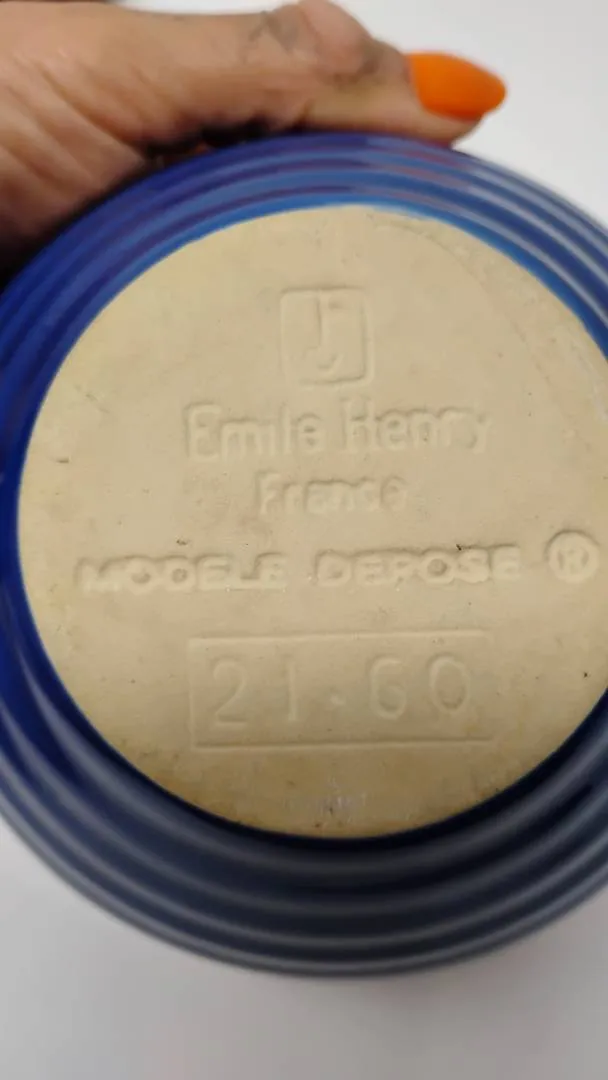 Emile Henry
France
MODELE DEPOSE ®
21.60